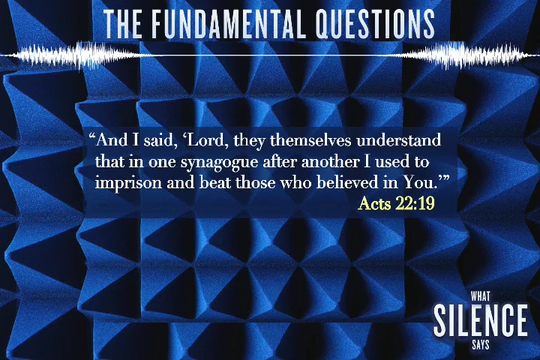 THE FUNDAMENTAL QUESTIONS
“And I said, ‘Lord, they themselves understand
that in one synagogue after another I used to
imprison and beat those who believed in You.’”
Acts 22:19
WHAT
SILENCE
SAYS